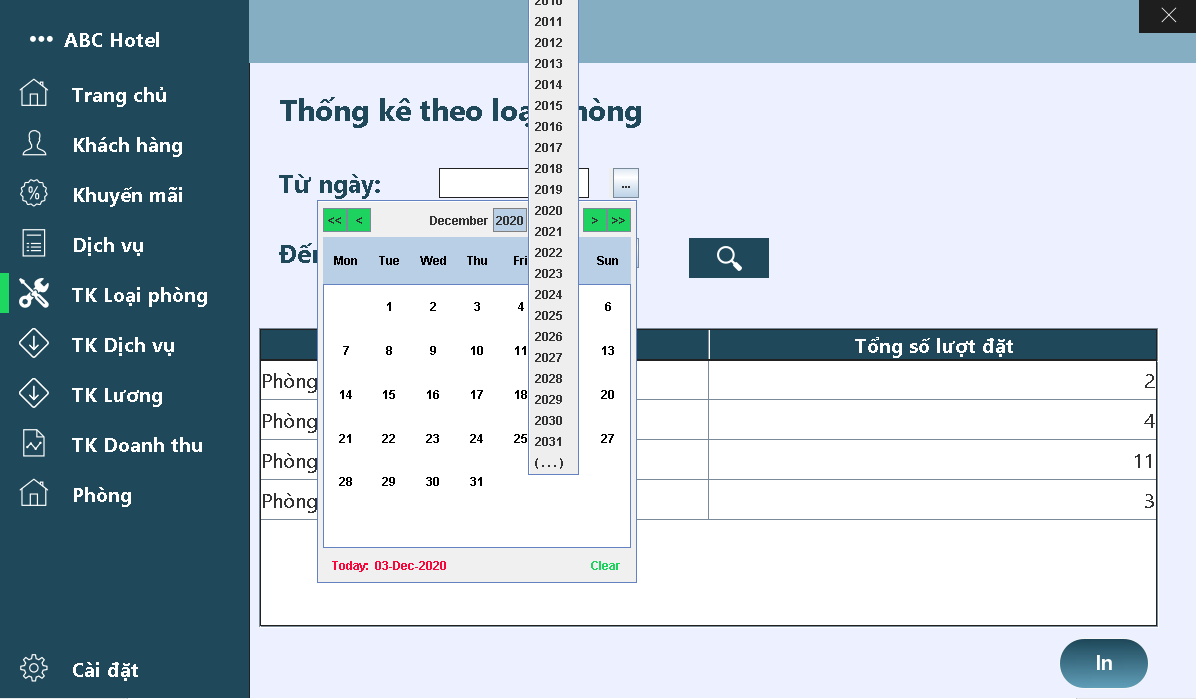 ABC Hotel
Trang chủ
Khách hàng
Khuyến mãi
Dịch vụ
TK Loại phòng
TK Dịch vụ
TK Lương
TK Doanh thu
Phòng
Cài đặt
Thống kê theo loạ hòng
Từ ngày:
...
Đế
<< < December 2020 > >>
Mon Tue Wed Thu Fri Sun
1 2 3 4 6
7 8 9 10 11 13
14 15 16 17 18 20
21 22 23 24 25 27
28 29 30 31
Today: 03-Dec-2020 Clear
2010
2011
2012
2013
2014
2015
2016
2017
2018
2019
2020
2021
2022
2023
2024
2025
2026
2027
2028
2029
2030
2031
(...)
Tổng số lượt đặt
Phòng 2
Phòng 4
Phòng 11
Phòng 3
In